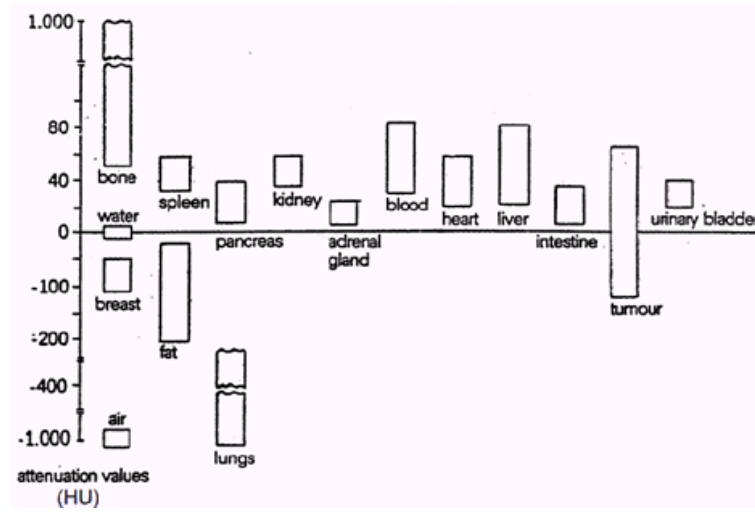 1.000
80
40
0
-100
-200
-400
-1.000
bone
water
breast
air
spleen
fat
pancreas
lungs
kidney
adrenal
gland
blood
heart
liver
intestine
tumour
urinary bladder
attenuation values
(HU)